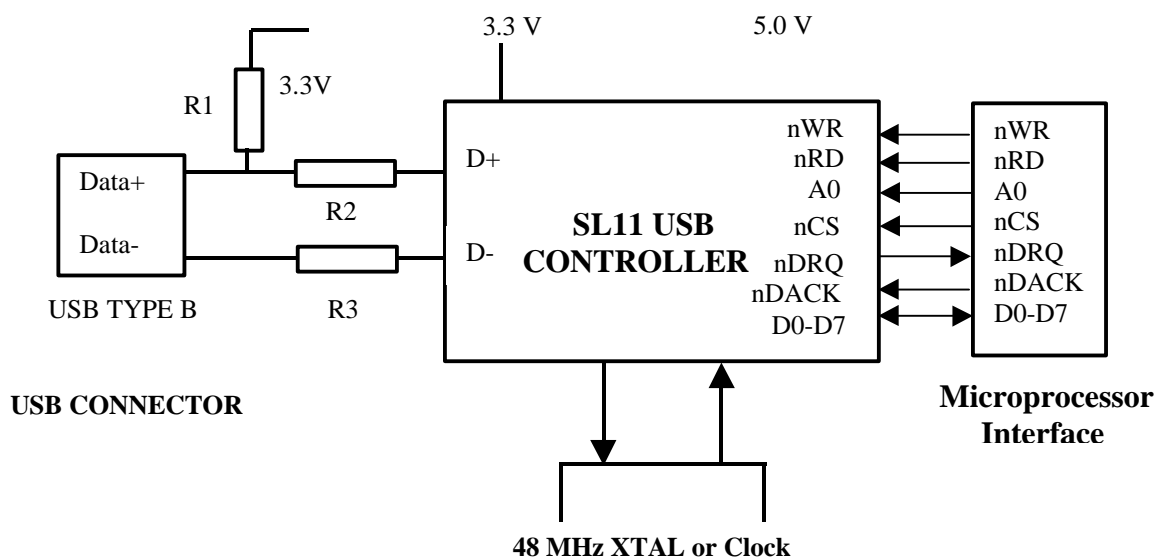 3.3 V
5.0 V
3.3V
R1
Data+
Data-
USB TYPE B
USB CONNECTOR
R2
R3
D+
D-
SL11 USB
CONTROLLER
nWR
nRD
A0
nCS
nDRQ
nDACK
D0-D7
nWR
nRD
A0
nCS
nDRQ
nDACK
D0-D7
Microprocessor
Interface
48 MHz XTAL or Clock